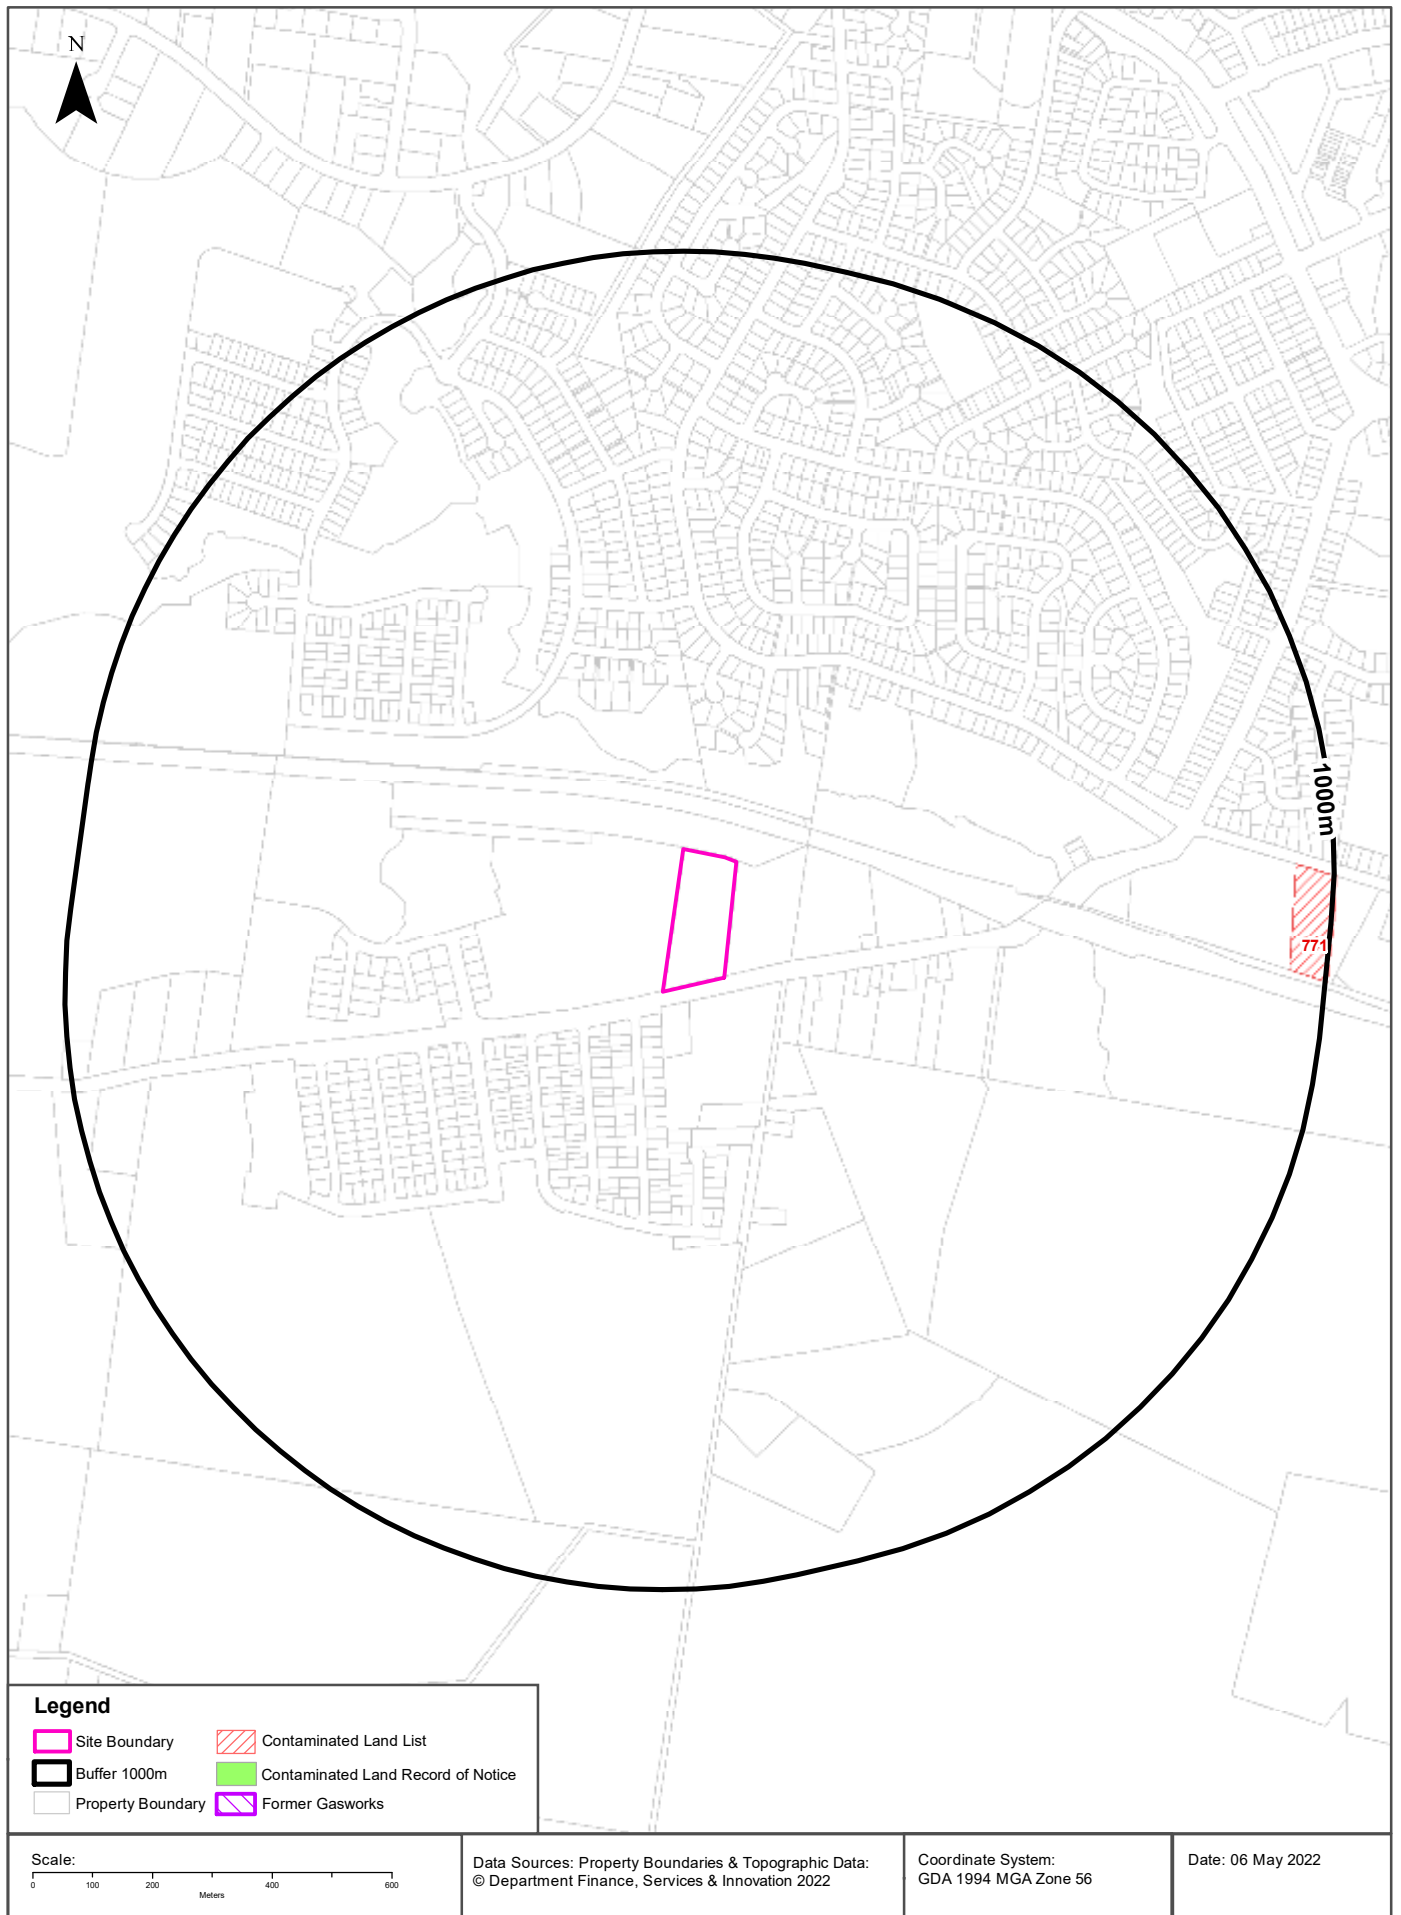 N
1000m
771
Legend
Site Boundary
Contaminated Land List
Buffer 1000m
Contaminated Land Record of Notice
Property Boundary
Former Gasworks
Scale:
0 100 200 400 600
Meters
Data Sources: Property Boundaries & Topographic Data:
© Department Finance, Services & Innovation 2022
Coordinate System:
GDA 1994 MGA Zone 56
Date: 06 May 2022